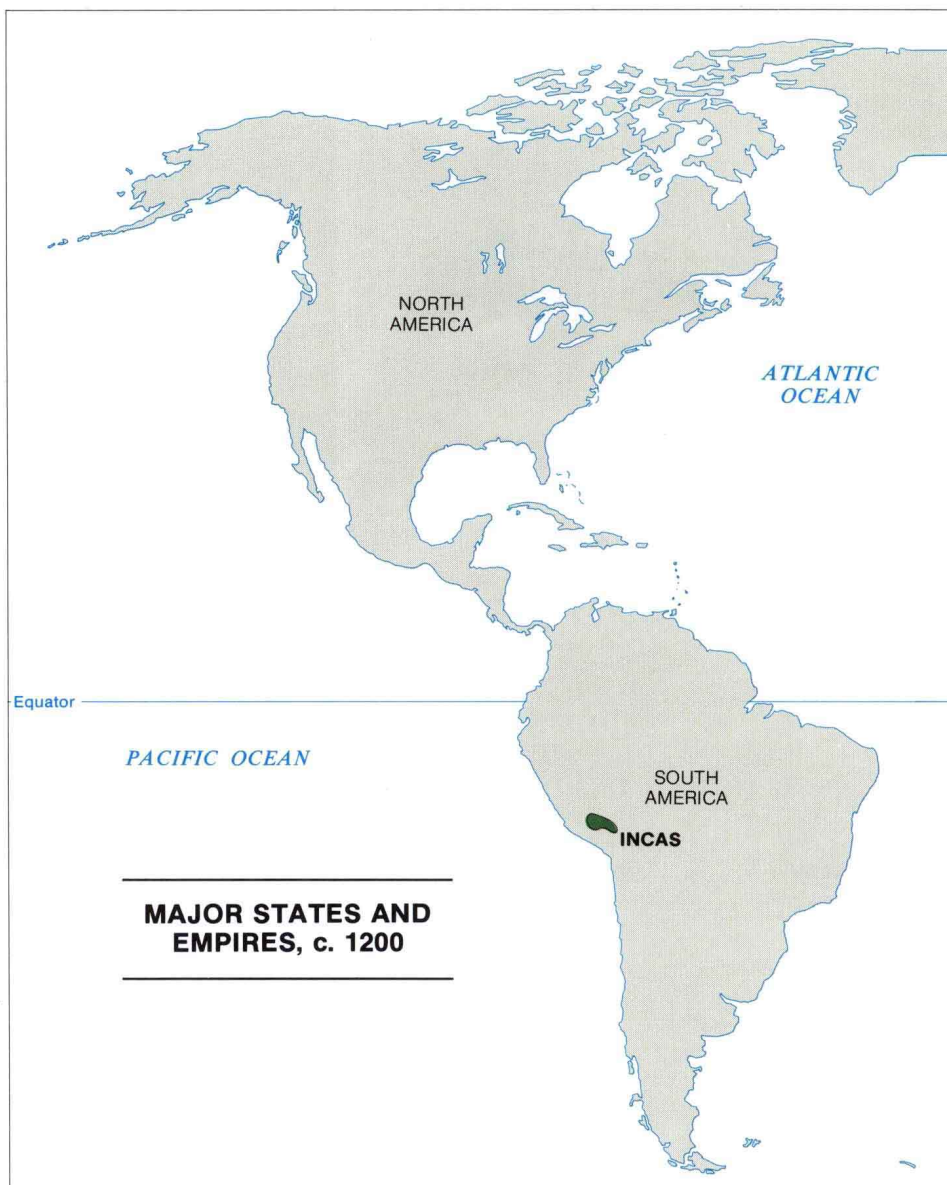 NORTH
AMERICA
ATLANTIC
OCEAN
Equator
PACIFIC OCEAN
SOUTH
AMERICA
INCAS
MAJOR STATES AND
EMPIRES, c. 1200